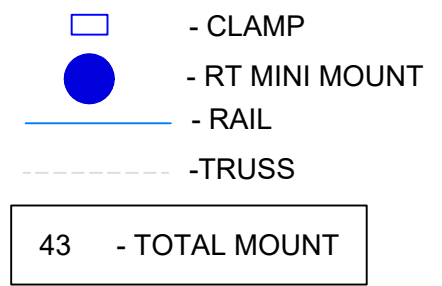 - CLAMP
- RT MINI MOUNT
- RAIL
-TRUSS
43 - TOTAL MOUNT